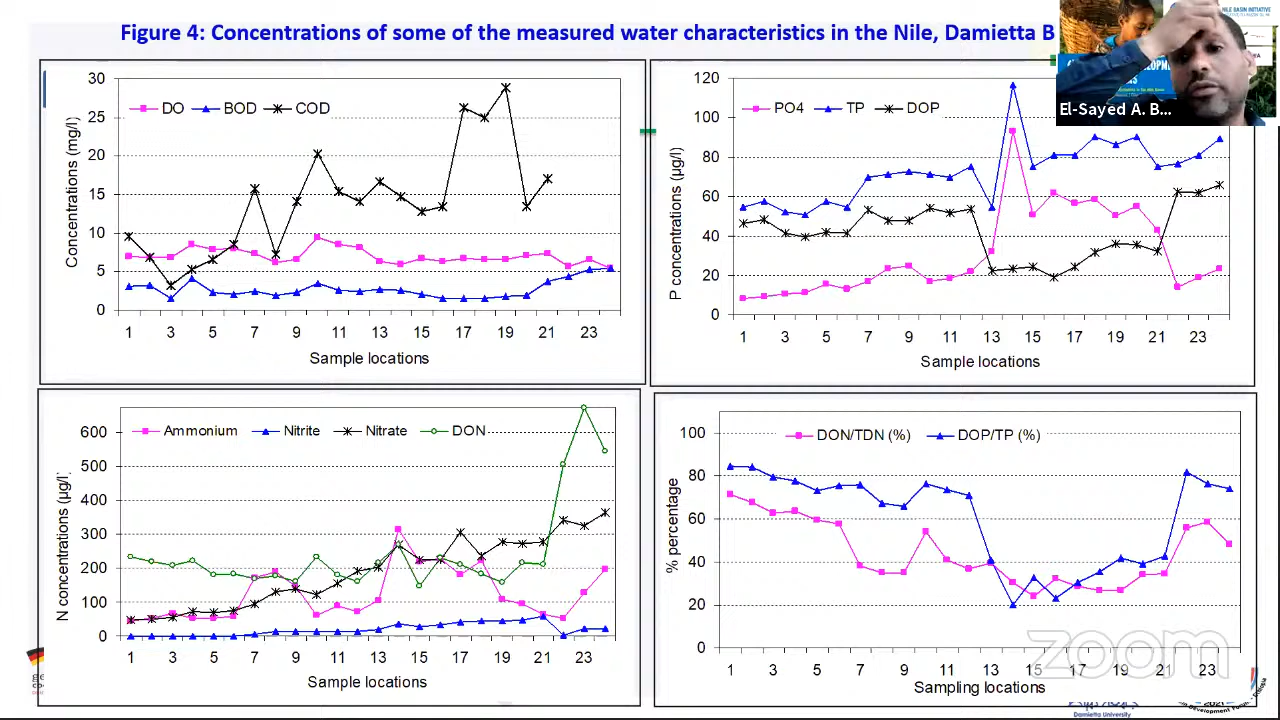 Figure 4: Concentrations of some of the measured water characteristics in the Nile, Damietta B
NILE BASIN INITIATIVE
El-Sayed A. B...
DO BOD COD
Concentrations (mg/l)
30
25
20
15
10
5
0
1 3 5 7 9 11 13 15 17 19 21 23
Sample locations
PO4 TP DOP
P concentrations (µg/l)
120
100
80
60
40
20
0
1 3 5 7 9 11 13 15 17 19 21 23
Sample locations
Ammonium Nitrite Nitrate DON
N concentrations (µg/l)
600
500
400
300
200
100
0
1 3 5 7 9 11 13 15 17 19 21 23
Sample locations
DON/TDN (%) DOP/TP (%)
% percentage
100
80
60
40
20
0
1 3 5 7 9 11 13 15 17 19 21 23
Sampling locations
zoom
Damietta University